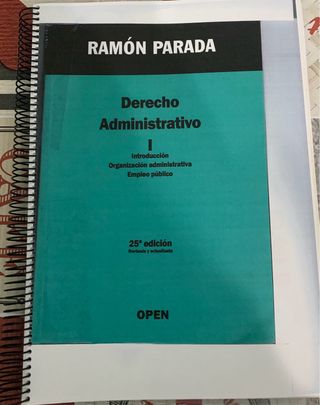 RAMÓN PARADA
Derecho
Administrativo
I
Introducción
Organización administrativa
Empleo público
25ª edición
Revisada y actualizada
OPEN